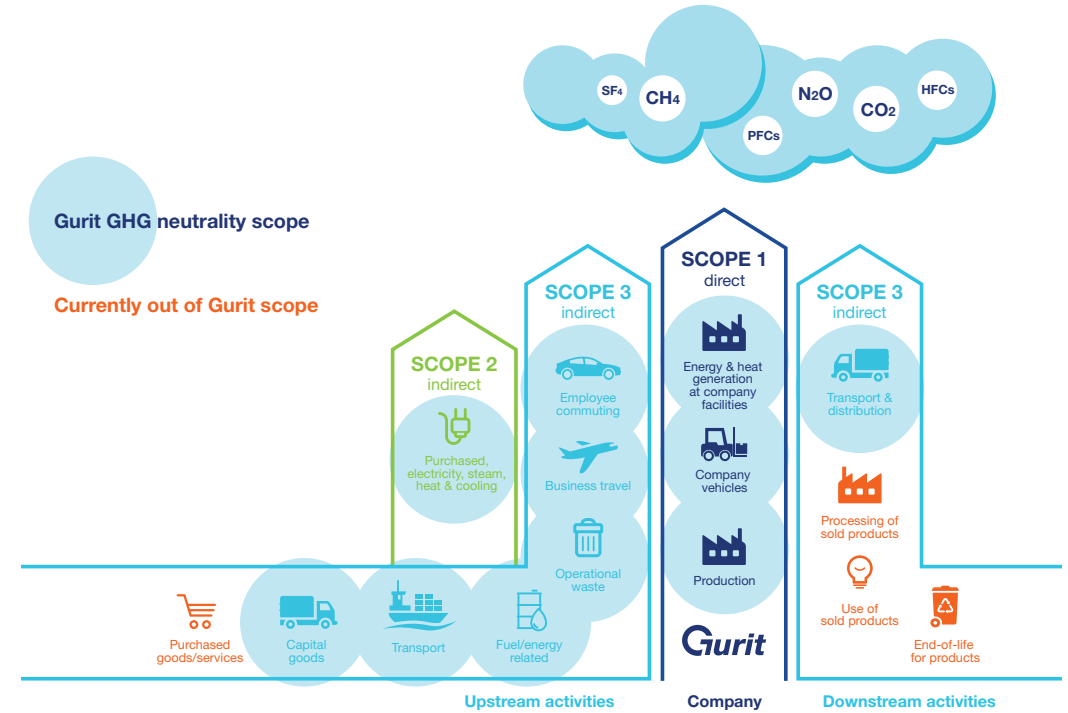 SF4
CH4
PFCs
N2O
CO2
HFCs
Gurit GHG neutrality scope
Currently out of Gurit scope
SCOPE 2
indirect
Purchased,
electricity, steam,
heat & cooling
SCOPE 3
indirect
Employee
commuting
Business travel
Operational
waste
SCOPE 1
direct
Energy & heat
generation
at company
facilities
Company
vehicles
Production
Gurit
SCOPE 3
indirect
Transport &
distribution
Processing of
sold products
Use of
sold products
End-of-life
for products
Purchased
goods/services
Capital
goods
Transport
Fuel/energy
related
Upstream activities
Company
Downstream activities